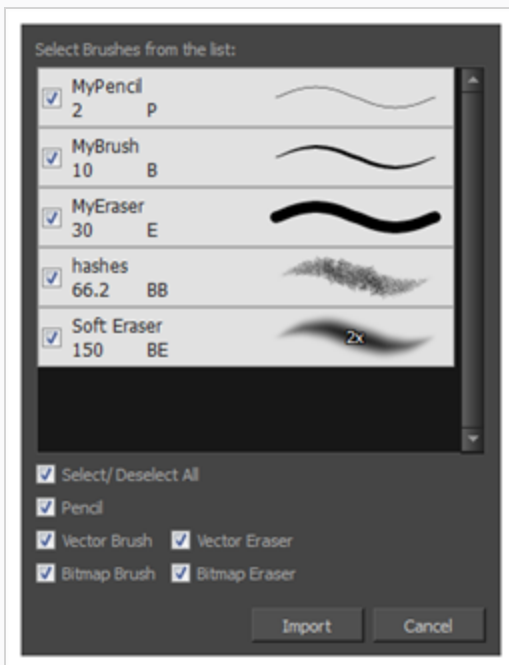 Select Brushes from the list:
MyPencil
2 P
MyBrush
10 B
MyEraser
30 E
hashes
66.2 BB
Soft Eraser
150 BE
2x
Select/ Deselect All
Pencil
Vector Brush Vector Eraser
Bitmap Brush Bitmap Eraser
Import Cancel